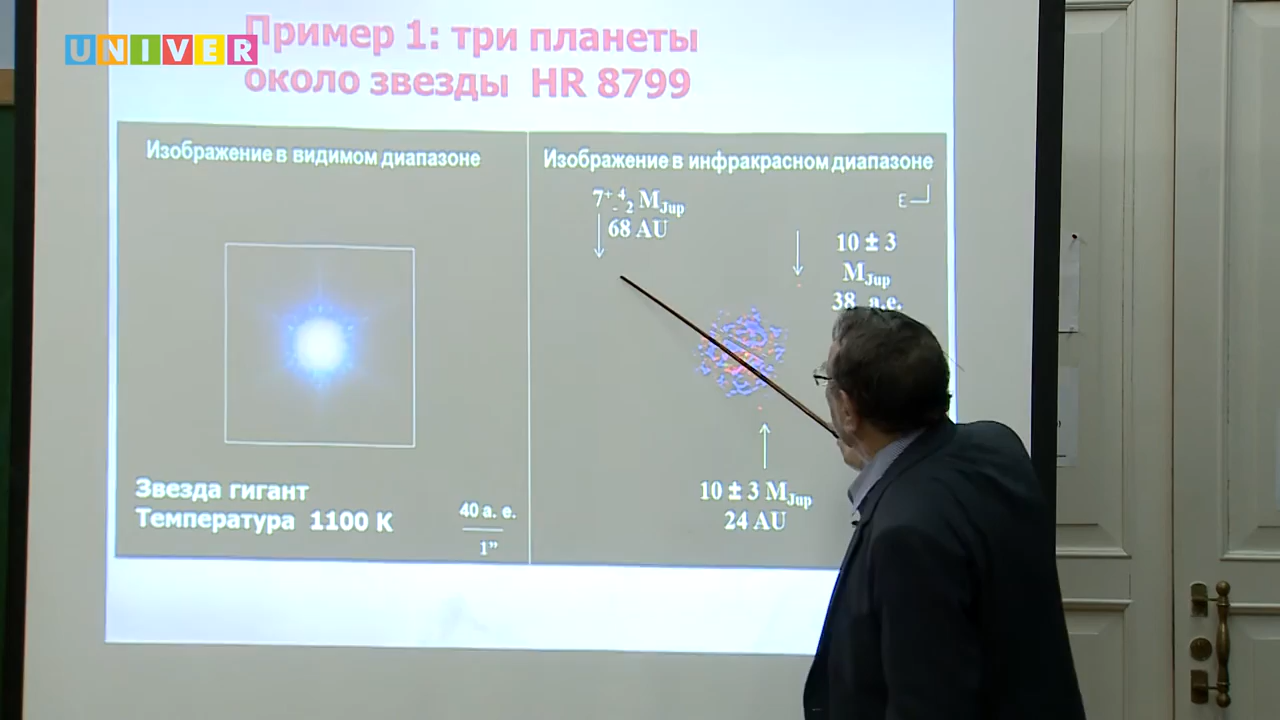 UNIVER
Пример 1: три планеты
около звезды HR 8799
Изображение в видимом диапазоне
Звезда гигант
Температура 1100 К
40 а. е.
1”
Изображение в инфракрасном диапазоне
7+ 4 - 2 MJup
68 AU
E
10 ± 3
MJup
38 а.е.
10 ± 3 MJup
24 AU